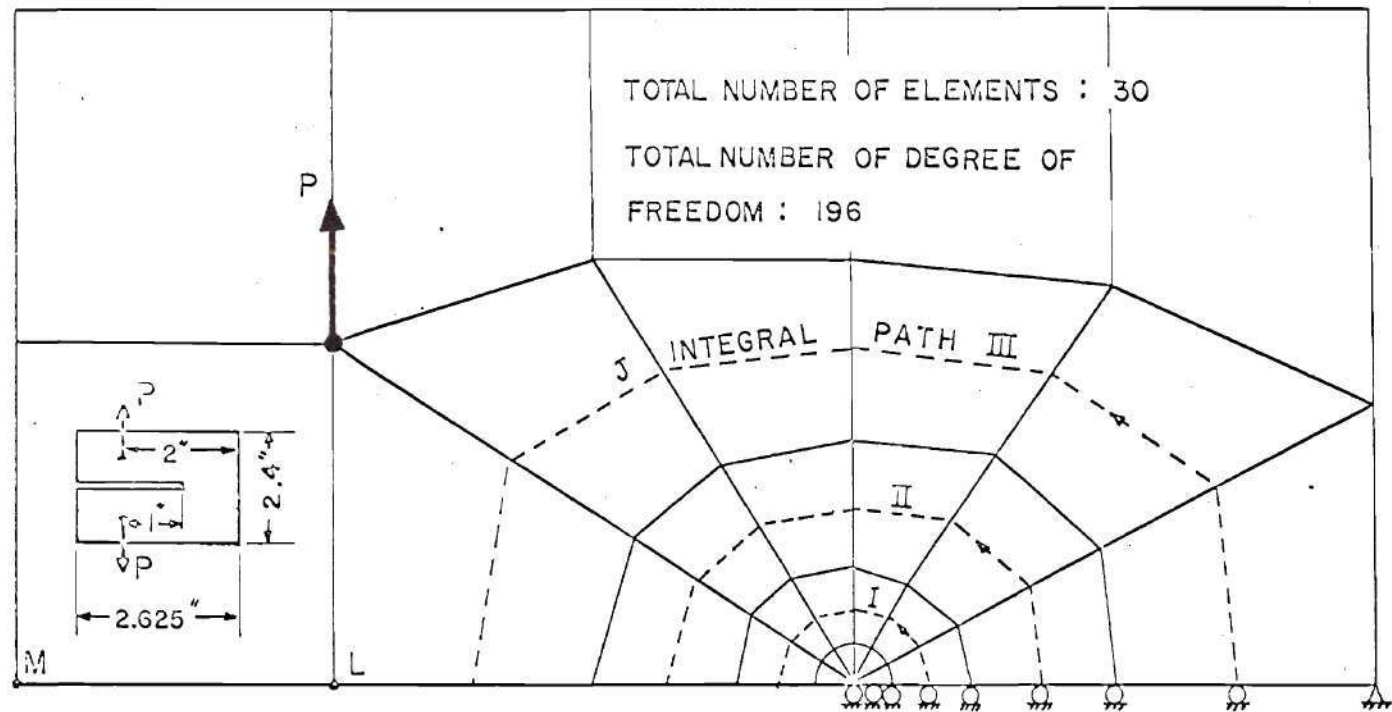 TOTAL NUMBER OF ELEMENTS : 30
TOTAL NUMBER OF DEGREE OF
FREEDOM : 196
P
J INTEGRAL PATH III
II
I
P
2"
2.4"
1"
P
2.625"
M
L